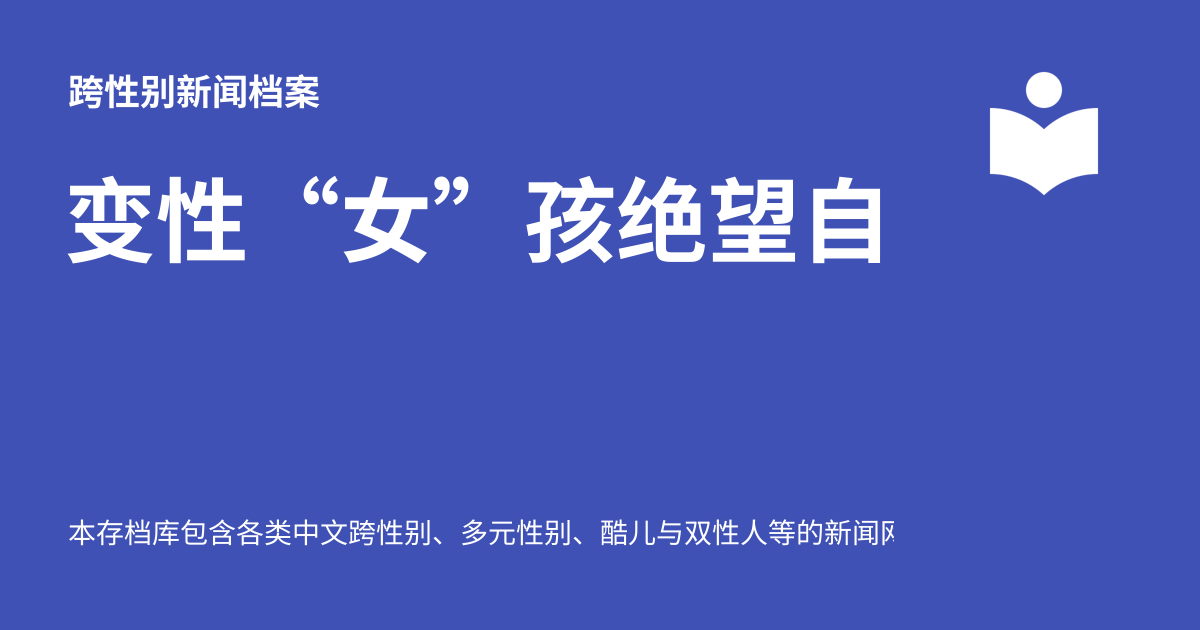 跨性别新闻档案
变性“女”孩绝望自
本存档库包含各类中文跨性别、多元性别、酷儿与双性人等的新闻